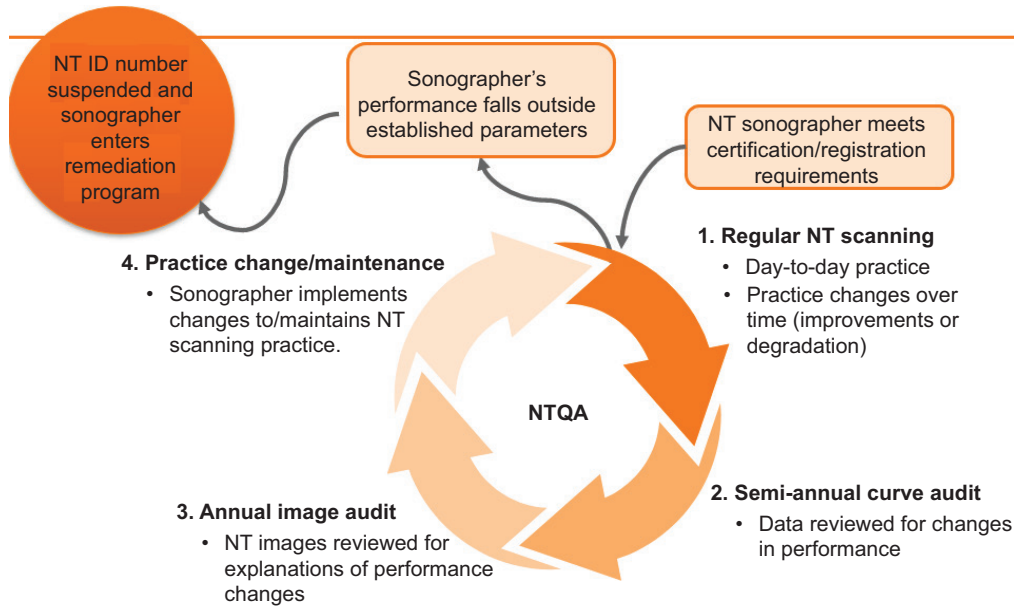 NT ID number
suspended and
sonographer
enters
remediation
program
Sonographer's
performance falls outside
established parameters
NT sonographer meets
certification/registration
requirements
1. Regular NT scanning
• Day-to-day practice
• Practice changes over
time (improvements or
degradation)
4. Practice change/maintenance
• Sonographer implements
changes to/maintains NT
scanning practice.
NTQA
2. Semi-annual curve audit
• Data reviewed for changes
in performance
3. Annual image audit
• NT images reviewed for
explanations of performance
changes